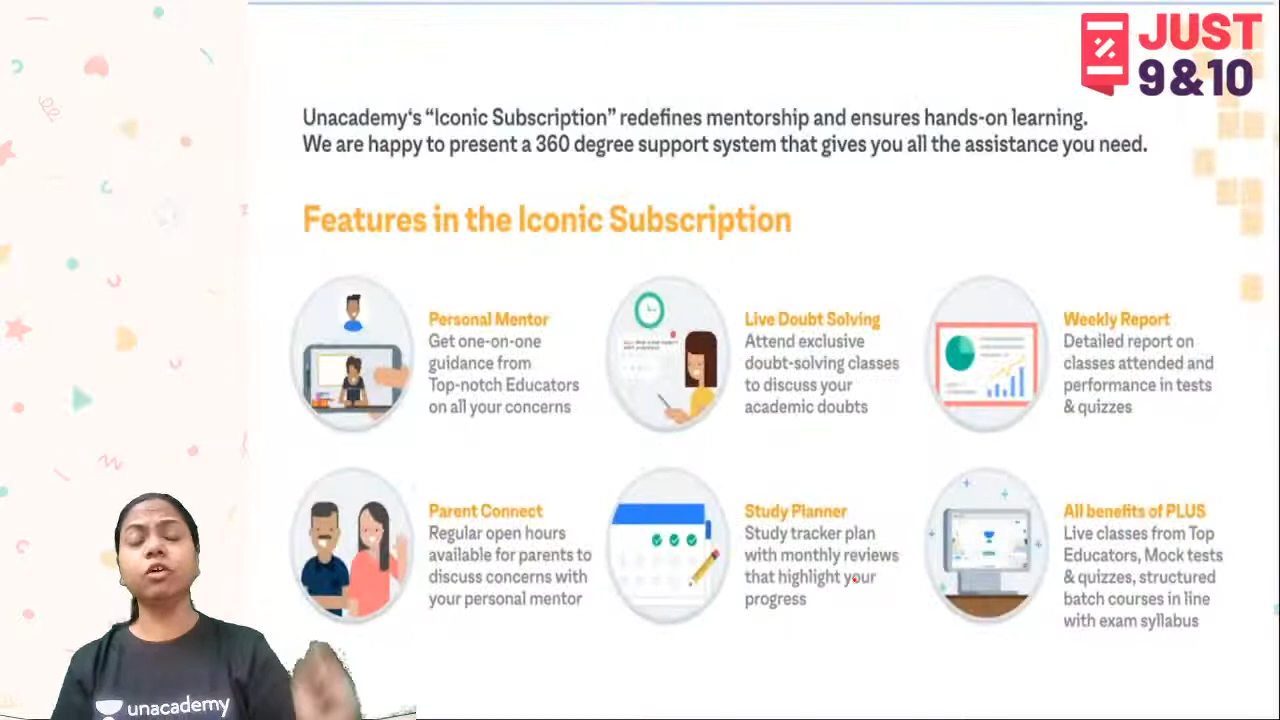 JUST
9&10
Unacademy‘s “Iconic Subscription” redefines mentorship and ensures hands-on learning.
We are happy to present a 360 degree support system that gives you all the assistance you need.
Features in the Iconic Subscription
Personal Mentor
Get one-on-one
guidance from
Top-notch Educators
on all your concerns
Live Doubt Solving
Attend exclusive
doubt-solving classes
to discuss your
academic doubts
Weekly Report
Detailed report on
classes attended and
performance in tests
& quizzes
Parent Connect
Regular open hours
available for parents to
discuss concerns with
your personal mentor
Study Planner
Study tracker plan
with monthly reviews
that highlight your
progress
All benefits of PLUS
Live classes from Top
Educators, Mock tests
& quizzes, structured
batch courses in line
with exam syllabus
unacademy